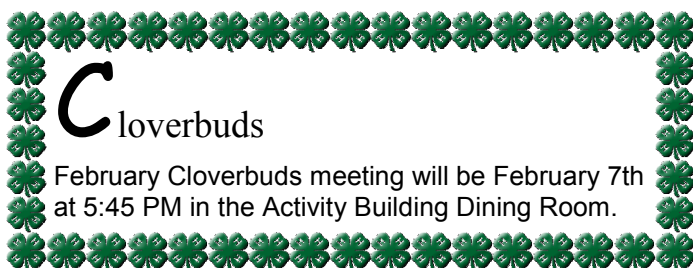 Cloverbuds
February Cloverbuds meeting will be February 7th
at 5:45 PM in the Activity Building Dining Room.